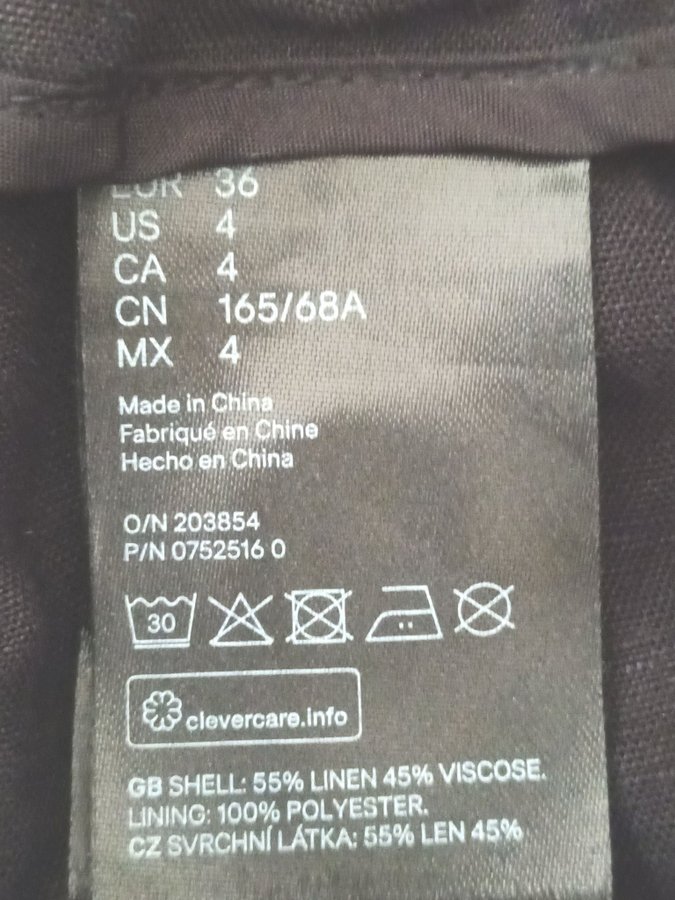 EUR 36
US 4
CA 4
CN 165/68A
MX 4
Made in China
Fabriqué en Chine
Hecho en China
O/N 203854
P/N 0752516 0
30
clevercare.info
GB SHELL: 55% LINEN 45% VISCOSE.
LINING: 100% POLYESTER.
CZ SVRCHNÍ LÁTKA: 55% LEN 45%